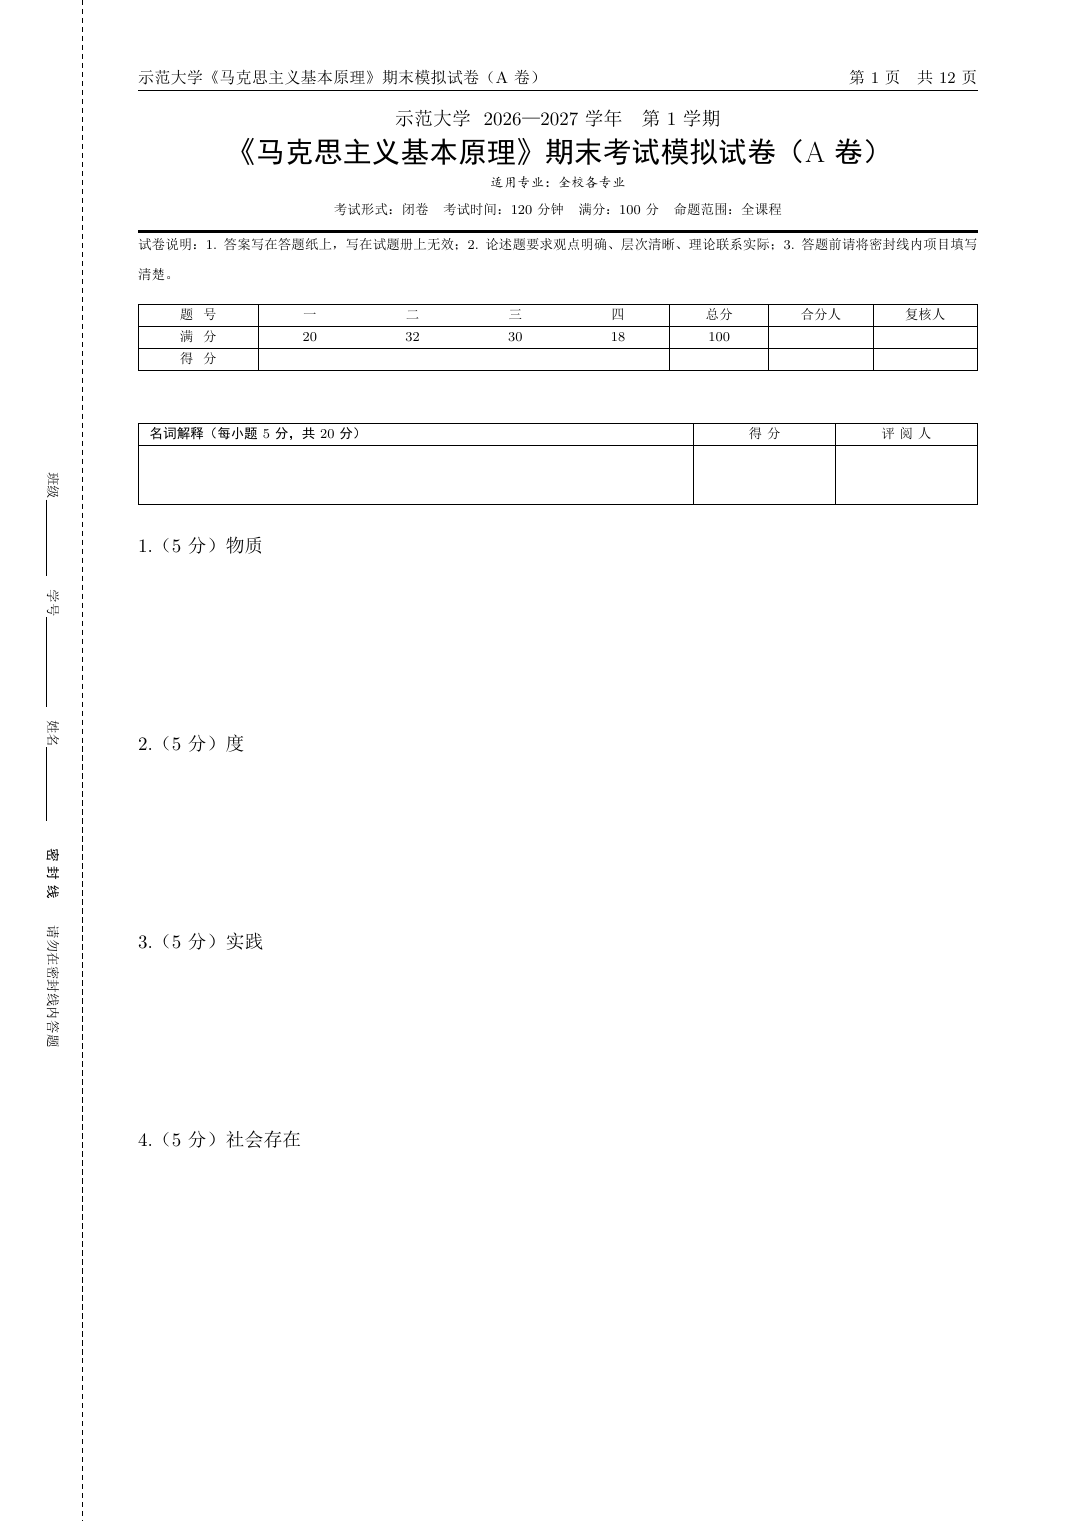 示范大学《马克思主义基本原理》期末模拟试卷（A 卷） 第 1 页 共 12 页
示范大学 2026—2027 学年 第 1 学期
《马克思主义基本原理》期末考试模拟试卷（A 卷）
适用专业：全校各专业
考试形式：闭卷 考试时间：120 分钟 满分：100 分 命题范围：全课程
试卷说明：1. 答案写在答题纸上，写在试题册上无效；2. 论述题要求观点明确、层次清晰、理论联系实际；3. 答题前请将密封线内项目填写
清楚。
题 号 一 二 三 四 总分 合分人 复核人
满 分 20 32 30 18 100
得 分
名词解释（每小题 5 分，共 20 分） 得 分 评 阅 人
1.（5 分）物质
2.（5 分）度
3.（5 分）实践
4.（5 分）社会存在
班级 学号 姓名 密 封 线 请勿在密封线内答题